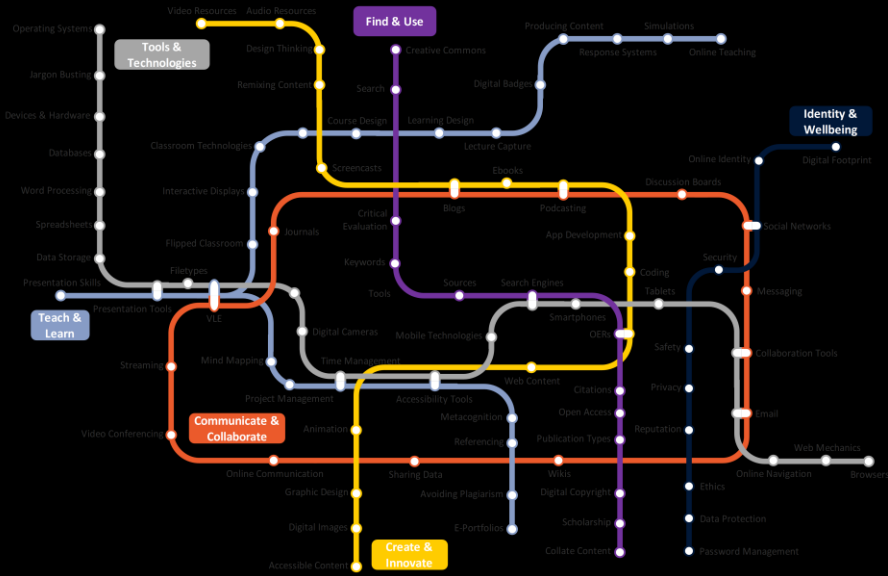 Video Resources
Audio Resources
Find & Use
Operating Systems
Tools &
Technologies
Design Thinking
Creative Commons
Producing Content
Simulations
Response Systems
Online Teaching
Jargon Busting
Remixing Content
Search
Digital Badges
Devices & Hardware
Course Design
Learning Design
Identity &
Wellbeing
Classroom Technologies
Lecture Capture
Databases
Online Identity
Digital Footprint
Screencasts
Ebooks
Word Processing
Interactive Displays
Discussion Boards
Blogs
Podcasting
Critical
Evaluation
Spreadsheets
Journals
App Development
Social Networks
Flipped Classroom
Data Storage
Keywords
Security
Filetypes
Coding
Presentation Skills
Tools
Sources
Search Engines
Tablets
Messaging
Presentation Tools
VLE
Smartphones
Teach &
Learn
Digital Cameras
Mobile Technologies
OERs
Safety
Collaboration Tools
Streaming
Mind Mapping
Time Management
Web Content
Project Management
Accessibility Tools
Citations
Privacy
Communicate &
Collaborate
Metacognition
Open Access
Email
Video Conferencing
Animation
Referencing
Publication Types
Reputation
Web Mechanics
Online Communication
Sharing Data
Wikis
Online Navigation
Browsers
Graphic Design
Avoiding Plagiarism
Digital Copyright
Ethics
Digital Images
E-Portfolios
Scholarship
Data Protection
Create &
Innovate
Accessible Content
Collate Content
Password Management